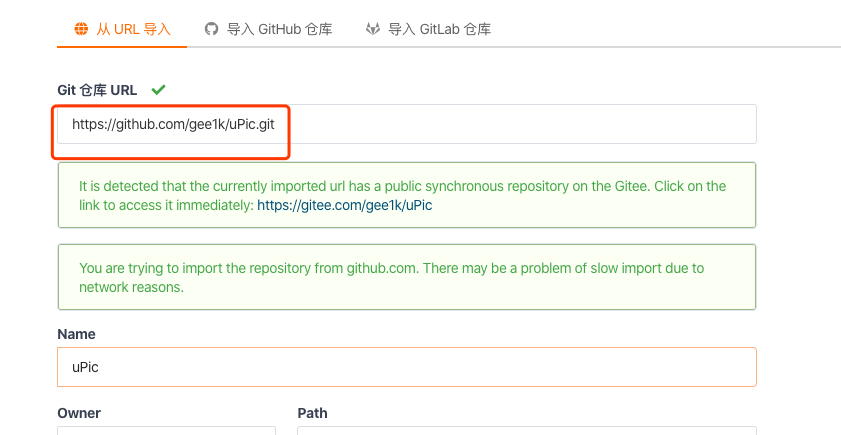 从 URL 导入 导入 GitHub 仓库 导入 GitLab 仓库
Git 仓库 URL
https://github.com/gee1k/uPic.git
It is detected that the currently imported url has a public synchronous repository on the Gitee. Click on the
link to access it immediately: https://gitee.com/gee1k/uPic
You are trying to import the repository from github.com. There may be a problem of slow import due to
network reasons.
Name
uPic
Owner Path